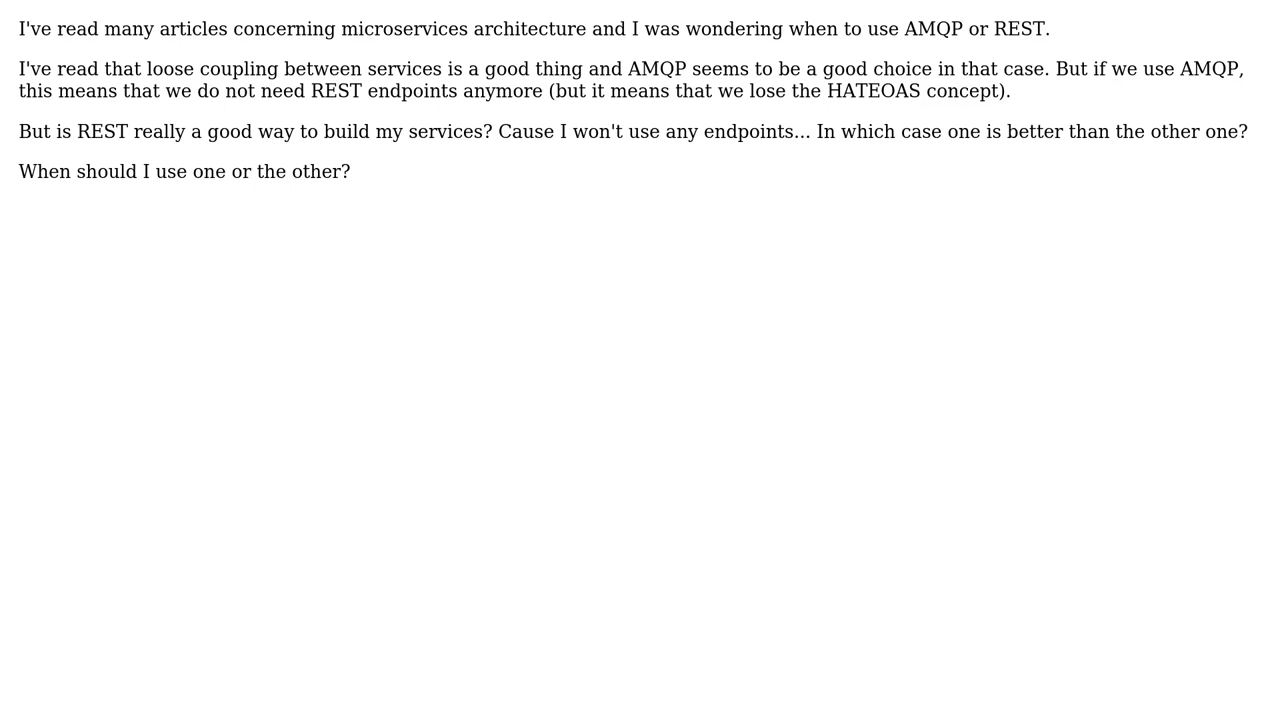 I've read many articles concerning microservices architecture and I was wondering when to use AMQP or REST.
I've read that loose coupling between services is a good thing and AMQP seems to be a good choice in that case. But if we use AMQP,
this means that we do not need REST endpoints anymore (but it means that we lose the HATEOAS concept).
But is REST really a good way to build my services? Cause I won't use any endpoints... In which case one is better than the other one?
When should I use one or the other?